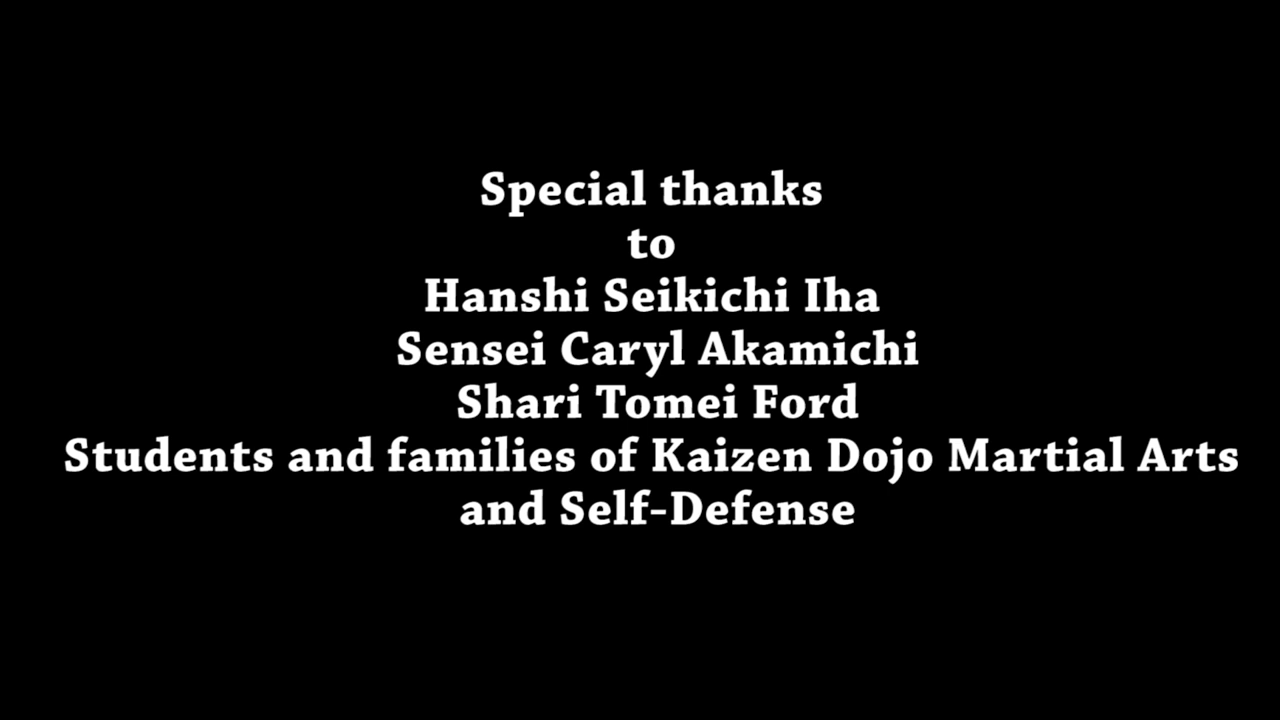 Special thanks
to
Hanshi Seikichi Iha
Sensei Caryl Akamichi
Shari Tomei Ford
Students and families of Kaizen Dojo Martial Arts
and Self-Defense